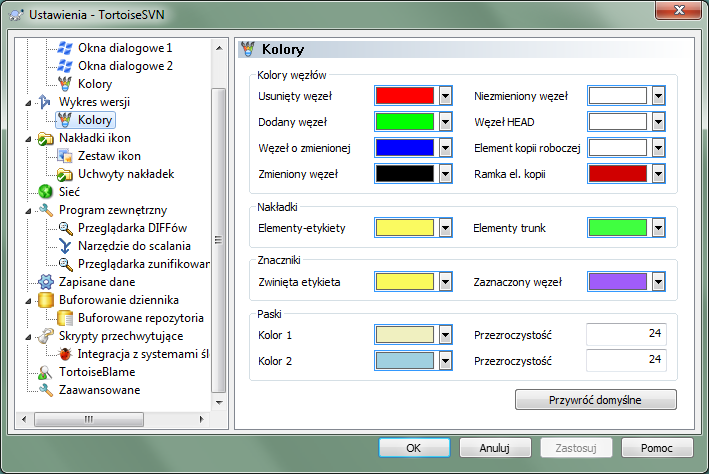 Ustawienia - TortoiseSVN
Okna dialogowe 1
Okna dialogowe 2
Kolory
Wykres wersji
Kolory
Nakładki ikon
Zestaw ikon
Uchwyty nakładek
Sieć
Program zewnętrzny
Przeglądarka DIFFów
Narzędzie do scalania
Przeglądarka zunifikowan
Zapisane dane
Buforowanie dziennika
Buforowane repozytoria
Skrypty przechwytujące
Integracja z systemami śl
TortoiseBlame
Zaawansowane
Kolory
Kolory węzłów
Usunięty węzeł Niezmieniony węzeł
Dodany węzeł Węzeł HEAD
Węzeł o zmienionej Element kopii roboczej
Zmieniony węzeł Ramka el. kopii
Nakładki
Elementy-etykiety Elementy trunk
Znaczniki
Zwinięta etykieta Zaznaczony węzeł
Paski
Kolor 1 Przezroczystość 24
Kolor 2 Przezroczystość 24
Przywróć domyślne
OK Anuluj Zastosuj Pomoc